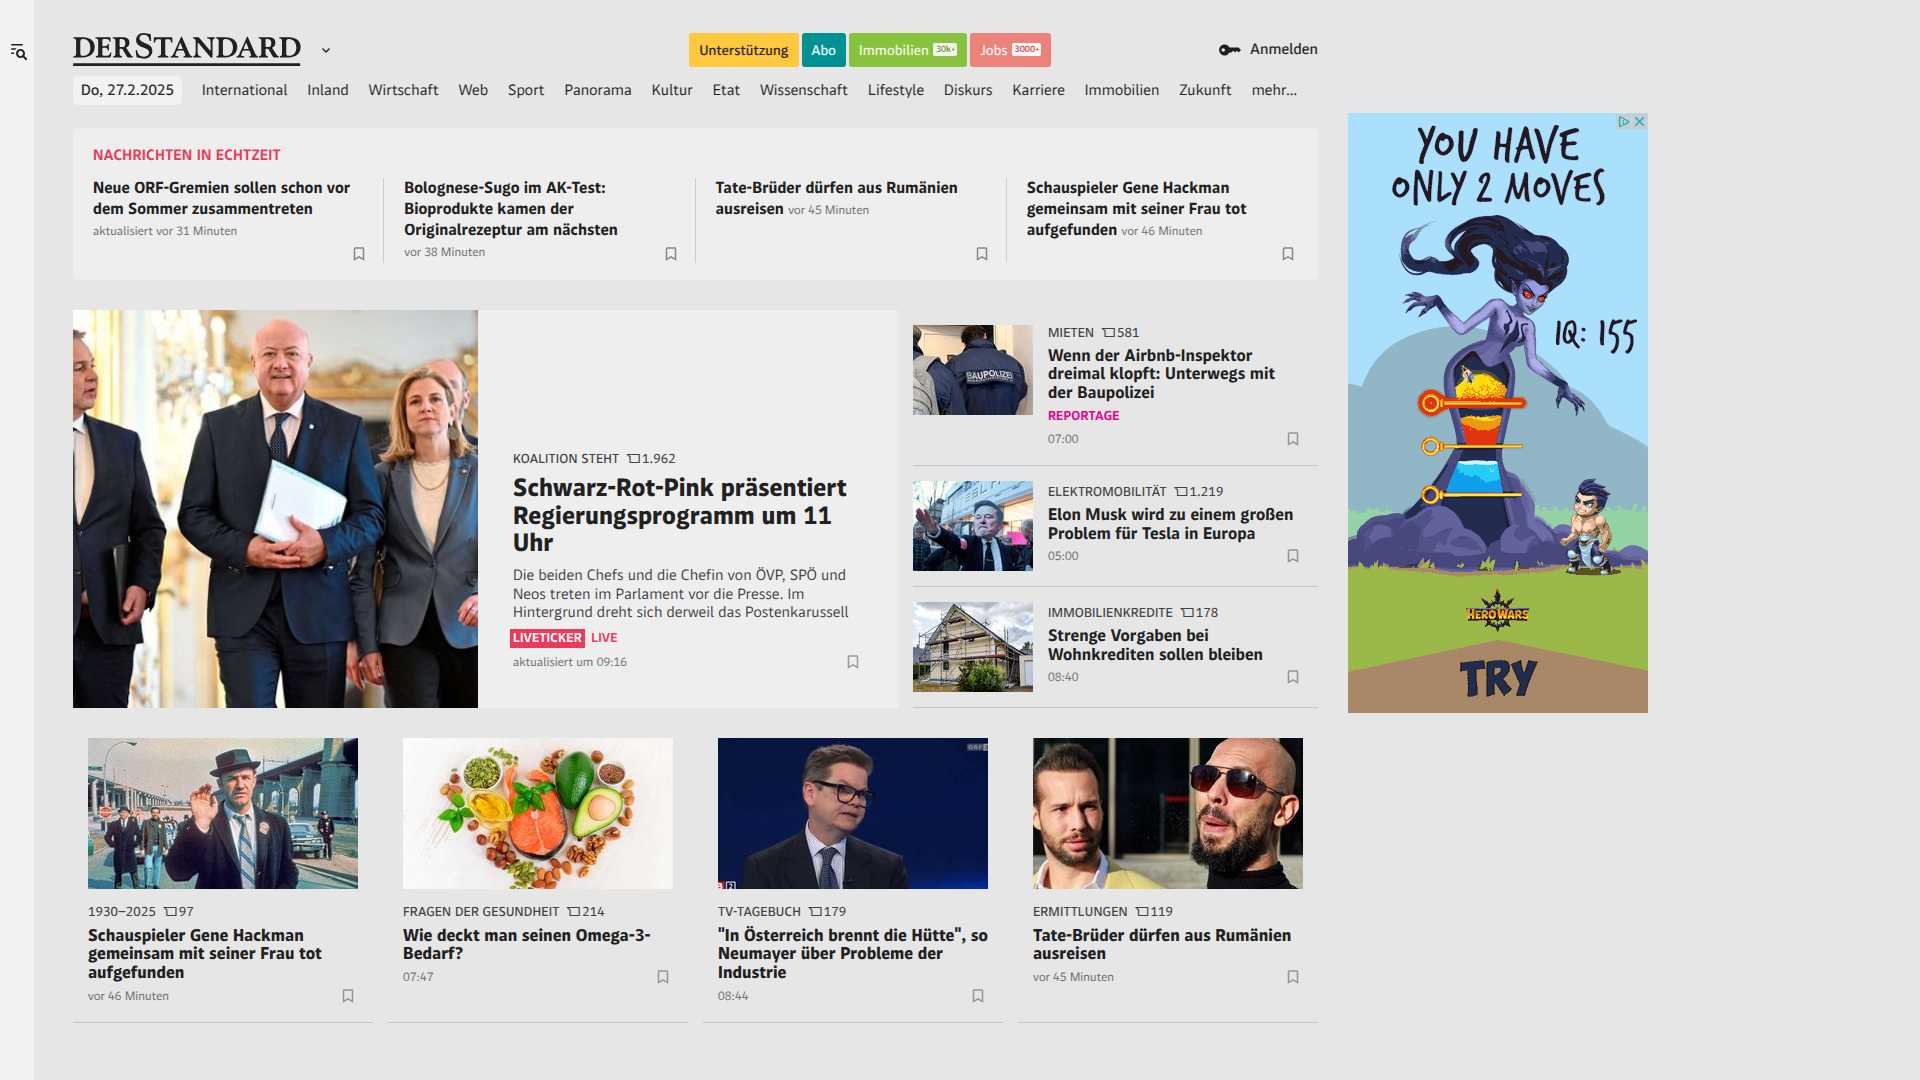 DERSTANDARD
Unterstützung
Abo
Immobilien 30k+
Jobs 3000+
Anmelden
Do, 27.2.2025
International
Inland
Wirtschaft
Web
Sport
Panorama
Kultur
Etat
Wissenschaft
Lifestyle
Diskurs
Karriere
Immobilien
Zukunft
mehr...
NACHRICHTEN IN ECHTZEIT
Neue ORF-Gremien sollen schon vor
dem Sommer zusammentreten
aktualisiert vor 31 Minuten
Bolognese-Sugo im AK-Test:
Bioprodukte kamen der
Originalrezeptur am nächsten
vor 38 Minuten
Tate-Brüder dürfen aus Rumänien
ausreisen vor 45 Minuten
Schauspieler Gene Hackman
gemeinsam mit seiner Frau tot
aufgefunden vor 46 Minuten
KOALITION STEHT 1.962
Schwarz-Rot-Pink präsentiert
Regierungsprogramm um 11
Uhr
Die beiden Chefs und die Chefin von ÖVP, SPÖ und
Neos treten im Parlament vor die Presse. Im
Hintergrund dreht sich derweil das Postenkarussell
LIVETICKER LIVE
aktualisiert um 09:16
BAUPOLIZEI
MIETEN 581
Wenn der Airbnb-Inspektor
dreimal klopft: Unterwegs mit
der Baupolizei
REPORTAGE
07:00
ELEKTROMOBILITÄT 1.219
Elon Musk wird zu einem großen
Problem für Tesla in Europa
05:00
IMMOBILIENKREDITE 178
Strenge Vorgaben bei
Wohnkrediten sollen bleiben
08:40
YOU HAVE
ONLY 2 MOVES
IQ: 155
HERO WARS
TRY
1930–2025 97
Schauspieler Gene Hackman
gemeinsam mit seiner Frau tot
aufgefunden
vor 46 Minuten
FRAGEN DER GESUNDHEIT 214
Wie deckt man seinen Omega-3-
Bedarf?
07:47
TV-TAGEBUCH 179
"In Österreich brennt die Hütte", so
Neumayer über Probleme der
Industrie
08:44
ERMITTLUNGEN 119
Tate-Brüder dürfen aus Rumänien
ausreisen
vor 45 Minuten